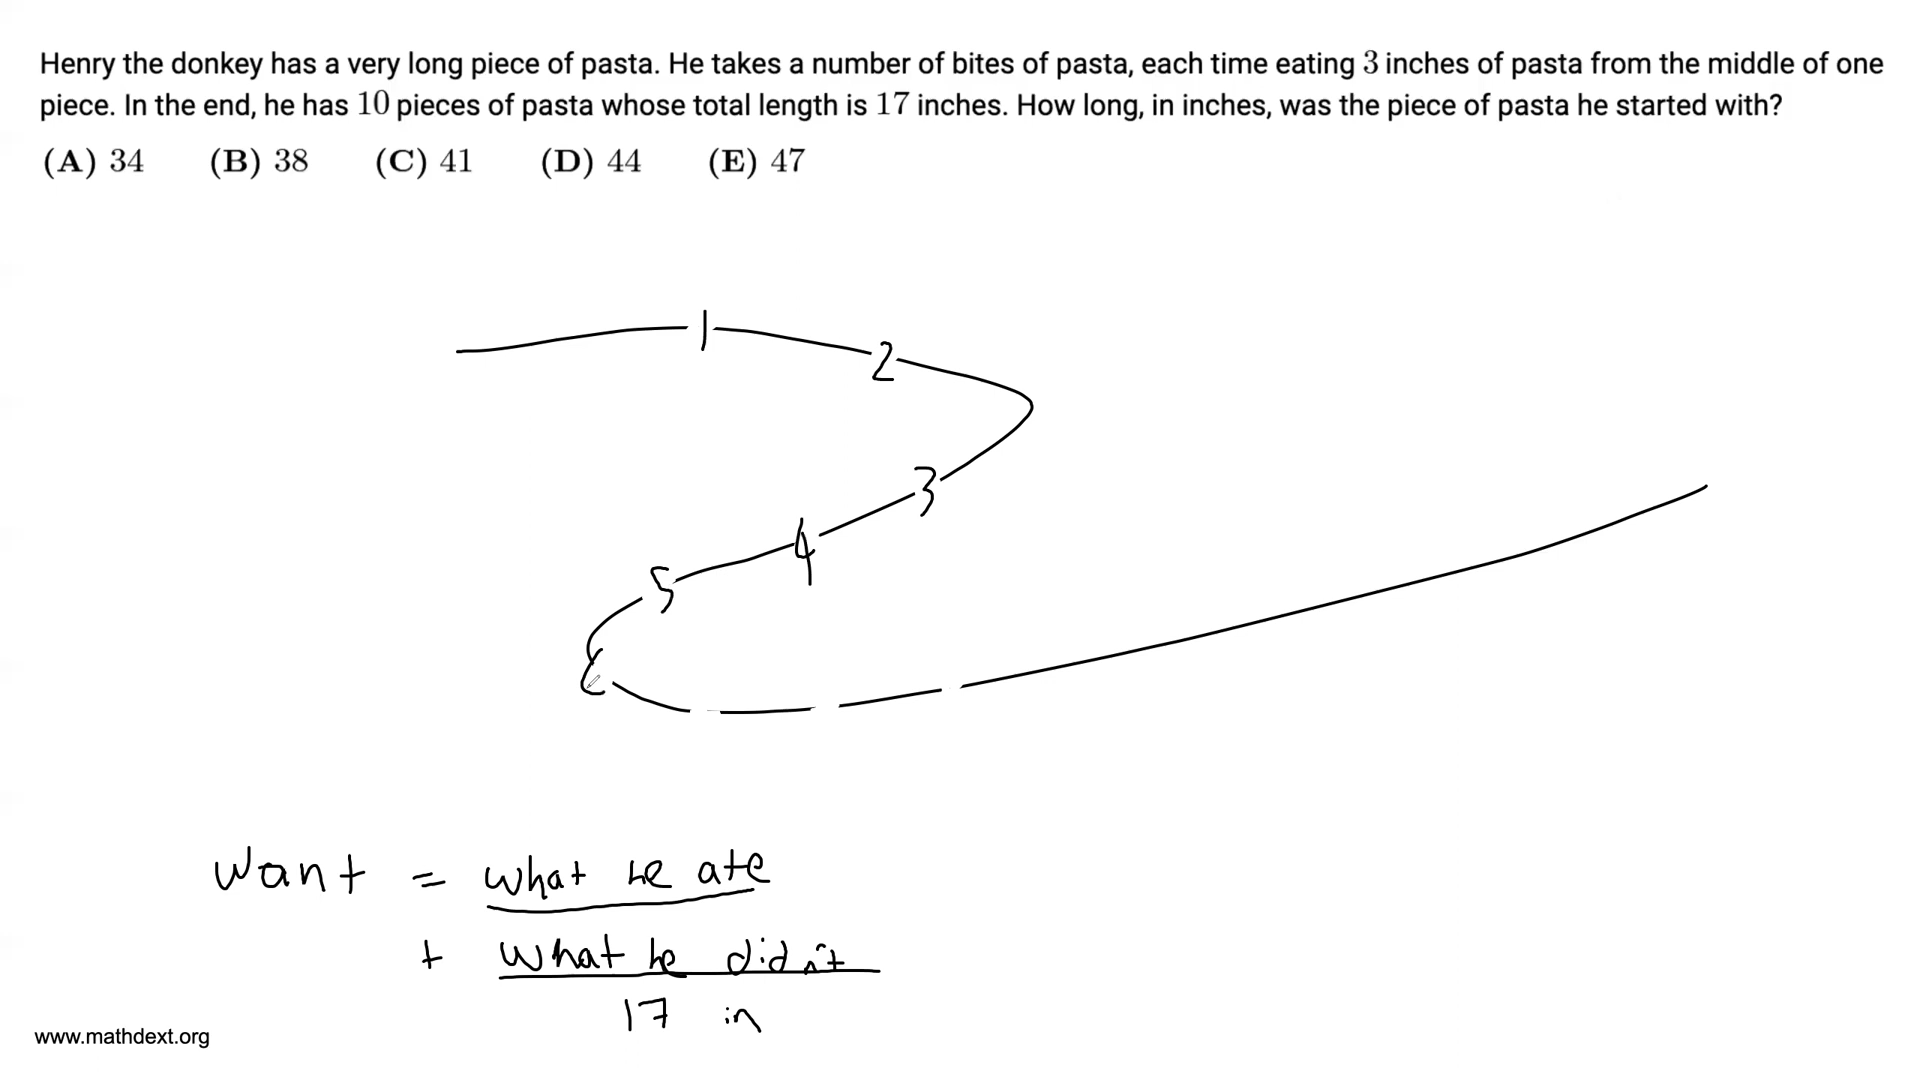 Henry the donkey has a very long piece of pasta. He takes a number of bites of pasta, each time eating 3 inches of pasta from the middle of one
piece. In the end, he has 10 pieces of pasta whose total length is 17 inches. How long, in inches, was the piece of pasta he started with?
(A) 34 (B) 38 (C) 41 (D) 44 (E) 47
1
2
3
4
5
want = what he ate
+ what he didn't
17 in
www.mathdext.org